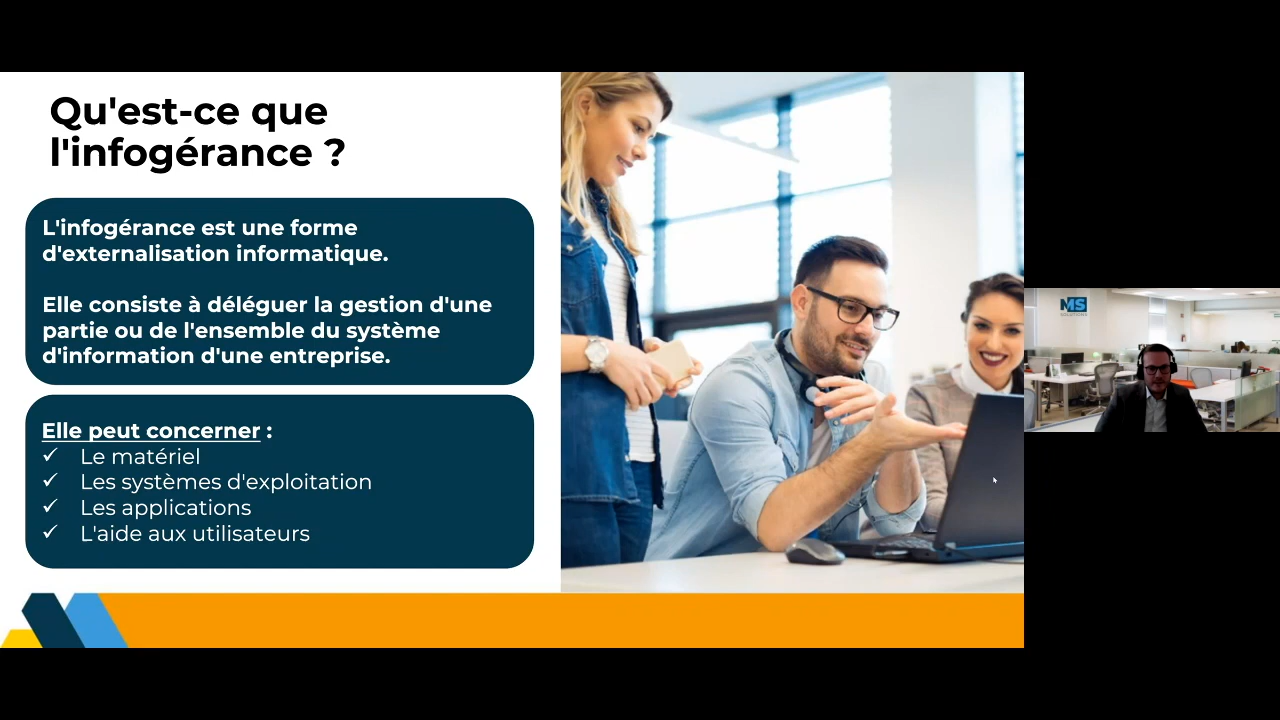 Qu'est-ce que
l'infogérance ?
L'infogérance est une forme
d'externalisation informatique.
Elle consiste à déléguer la gestion d'une
partie ou de l'ensemble du système
d'information d'une entreprise.
Elle peut concerner :
✓ Le matériel
✓ Les systèmes d'exploitation
✓ Les applications
✓ L'aide aux utilisateurs
MS
SOLUTIONS